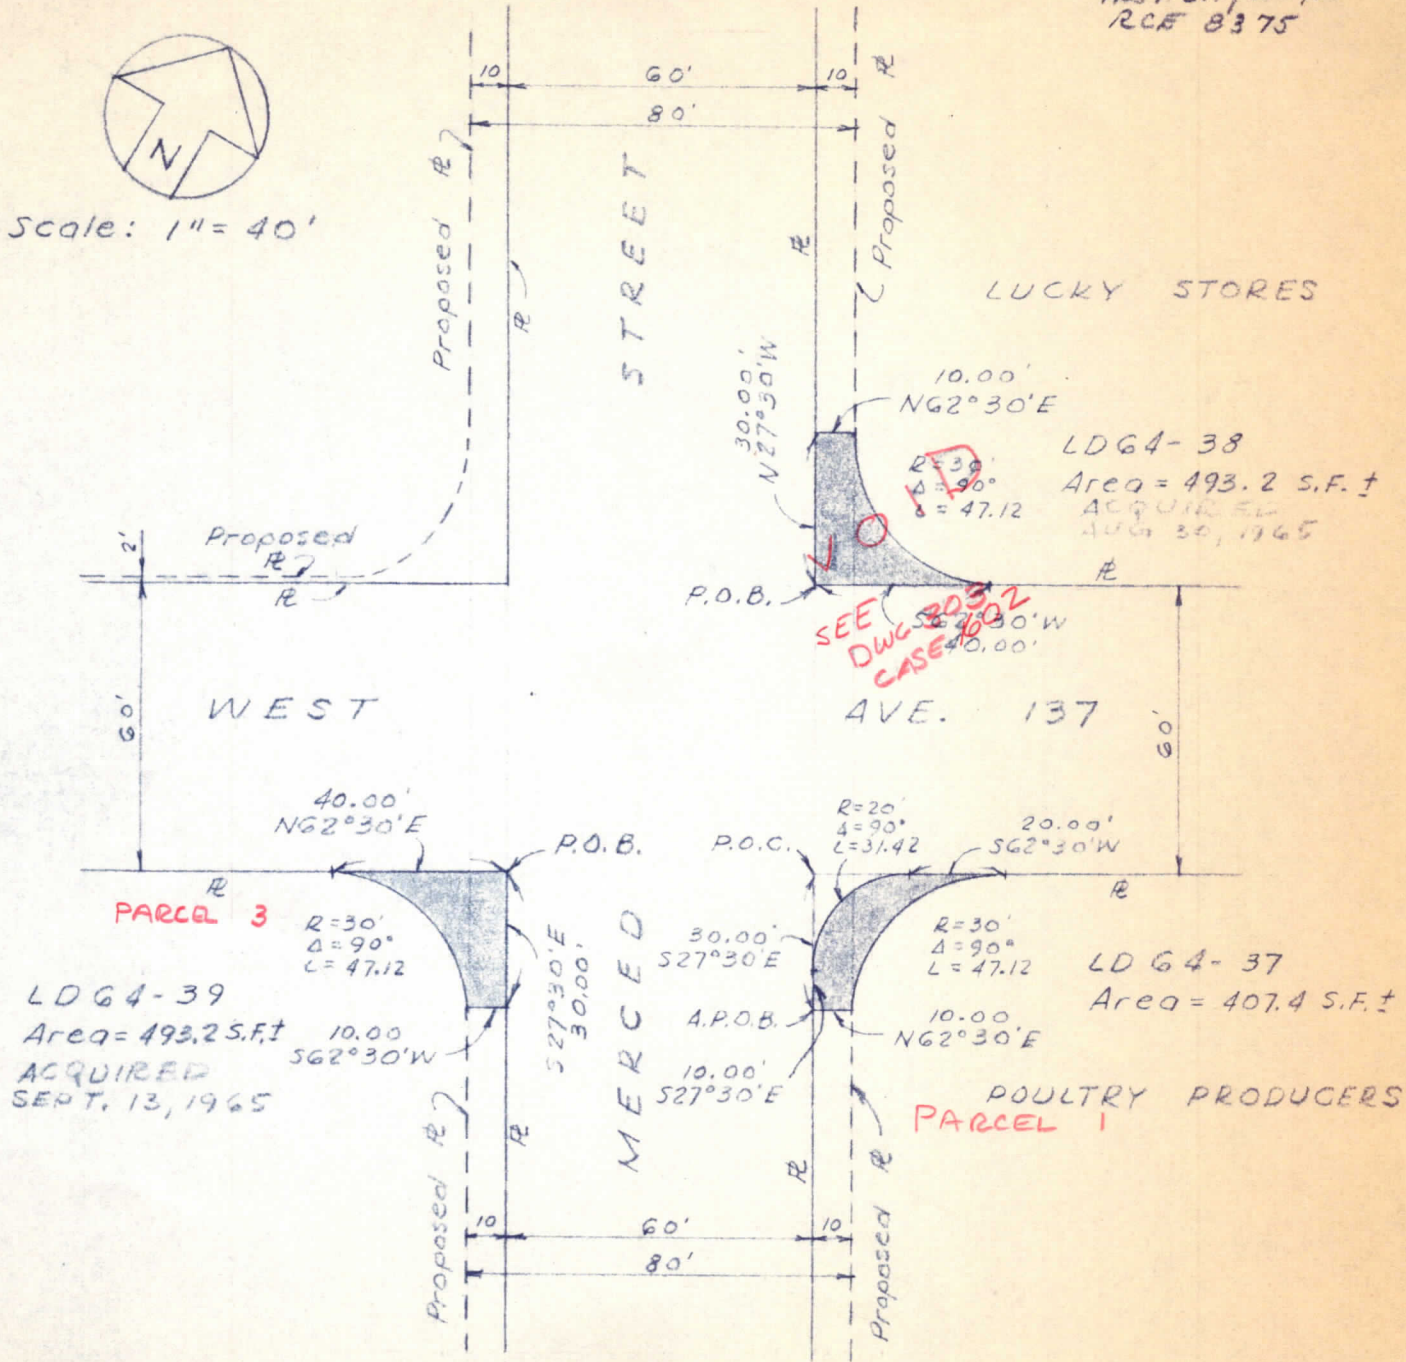 RCE 8375
N
Scale: 1"= 40'
10
60'
10
80'
Proposed ⅊
⅊
STREET
⅊
Proposed ⅊
LUCKY STORES
30.00'
N27°30'W
10.00'
N62°30'E
R=30'
Δ=90°
L=47.12
VOID
LD64-38
Area = 493.2 S.F.±
ACQUIRED
AUG 30, 1965
2'
Proposed
⅊
⅊
P.O.B.
⅊
SEE
DWG 303
CASE 1602
S62°30'W
40.00'
60'
WEST
AVE. 137
60'
40.00'
N62°30'E
P.O.B.
P.O.C.
R=20'
Δ=90°
L=31.42
20.00'
S62°30'W
⅊
⅊
PARCEL 3
R=30'
Δ=90°
L=47.12
S27°30'E
30.00'
MERCED
30.00'
S27°30'E
R=30'
Δ=90°
L=47.12
LD 64-37
Area = 407.4 S.F.±
LD64-39
Area = 493.2 S.F.±
ACQUIRED
SEPT. 13, 1965
10.00
S62°30'W
A.P.O.B.
10.00
N62°30'E
10.00'
S27°30'E
POULTRY PRODUCERS
PARCEL 1
Proposed ⅊
⅊
⅊
Proposed ⅊
10
60'
10
80'